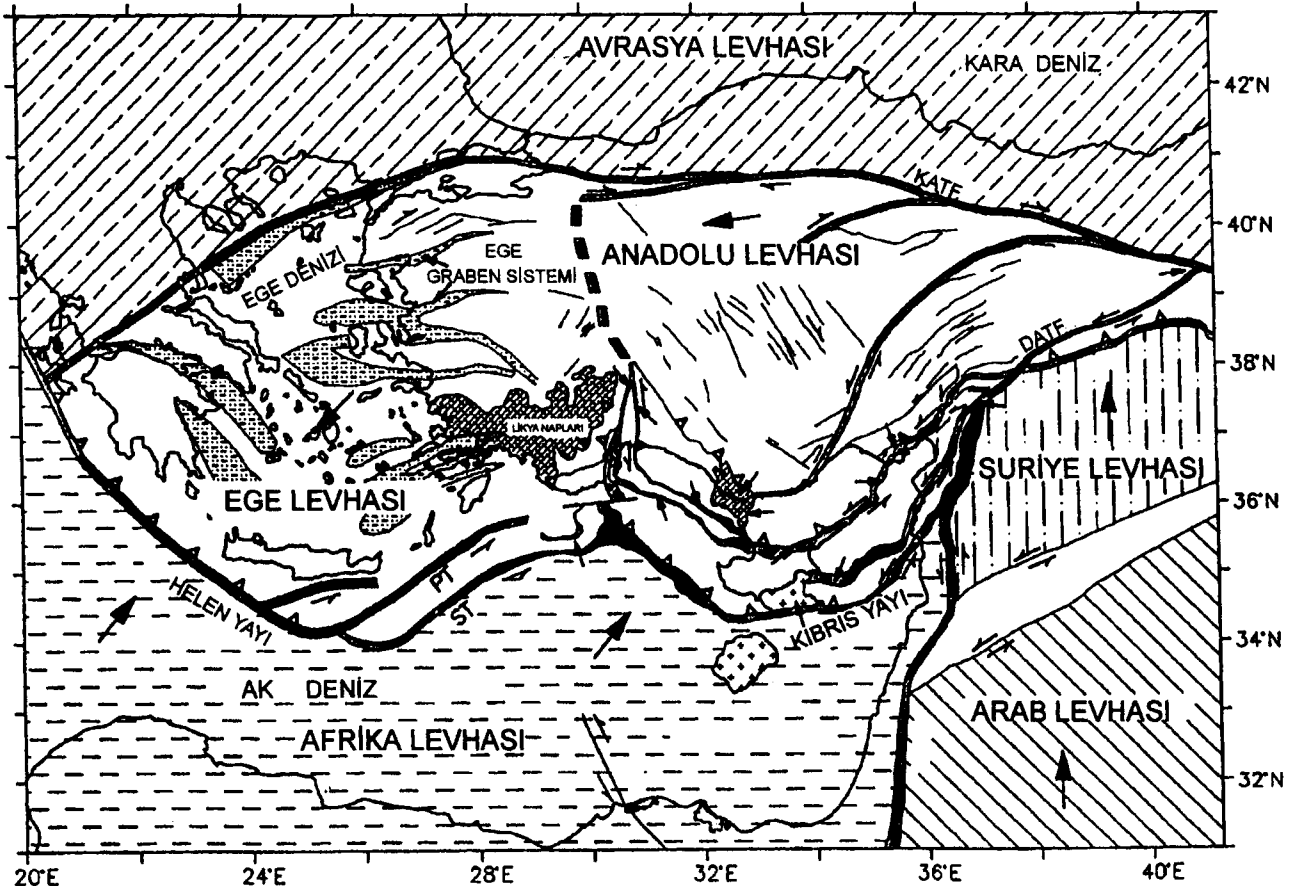 AVRASYA LEVHASI
KARA DENİZ
42°N
KATF
40°N
EGE DENİZİ
EGE
GRABEN SİSTEMİ
ANADOLU LEVHASI
DATF
38°N
LİKYA NAPLARI
EGE LEVHASI
SURİYE LEVHASI
36°N
HELEN YAYI
PT
ST
KIBRIS YAYI
34°N
AK DENİZ
AFRİKA LEVHASI
ARAB LEVHASI
32°N
20°E
24°E
28°E
32°E
36°E
40°E